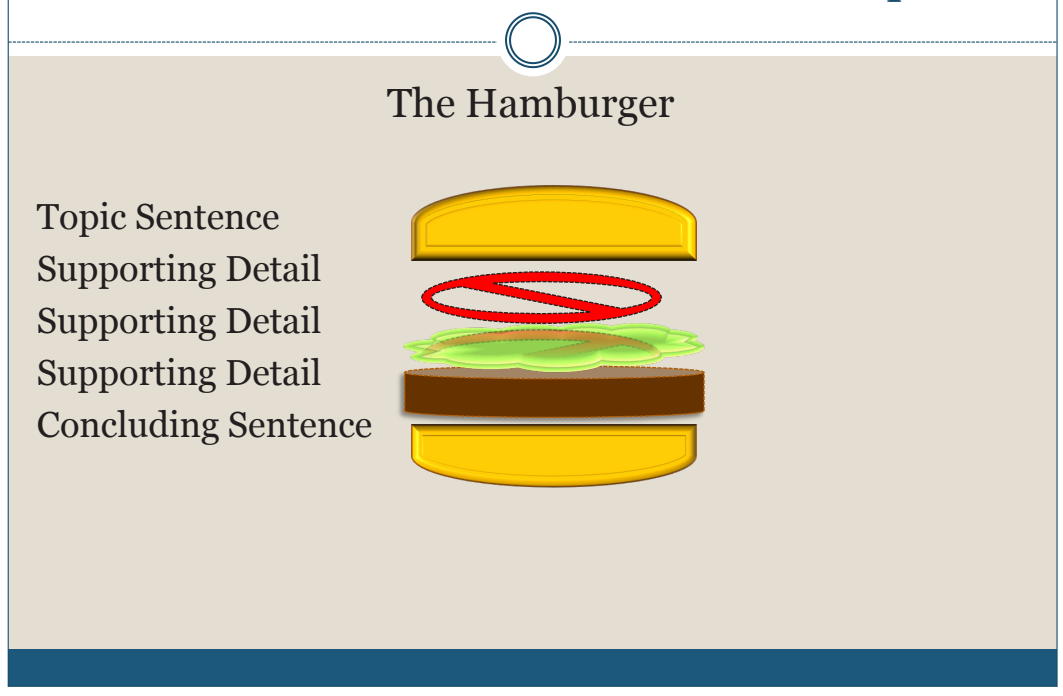 The Hamburger
Topic Sentence
Supporting Detail
Supporting Detail
Supporting Detail
Concluding Sentence